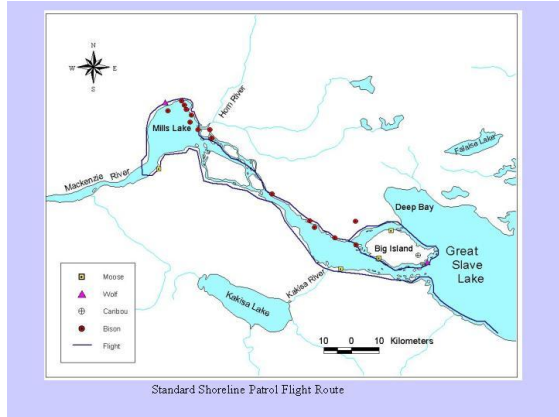 N
W E
S
Horn River
Mills Lake
Falaise Lake
Mackenzie River
Deep Bay
Big Island
Great
Slave
Lake
Kakisa River
Kakisa Lake
Moose
Wolf
Caribou
Bison
Flight
10 0 10 Kilometers
Standard Shoreline Patrol Flight Route